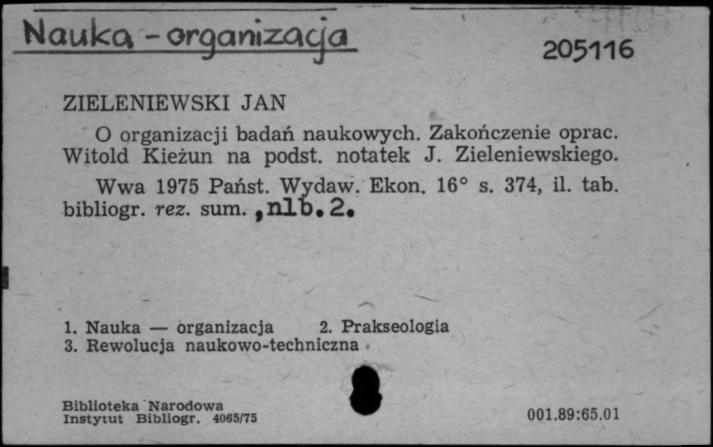 Nauka - organizacja
205116
ZIELENIEWSKI JAN
O organizacji badań naukowych. Zakończenie oprac.
Witold Kieżun na podst. notatek J. Zieleniewskiego.
Wwa 1975 Państ. Wydaw. Ekon. 16° s. 374, il. tab.
bibliogr. rez. sum. , nlb. 2.
1. Nauka — organizacja 2. Prakseologia
3. Rewolucja naukowo-techniczna
Biblioteka Narodowa
Instytut Bibliogr. 4065/75
001.89:65.01